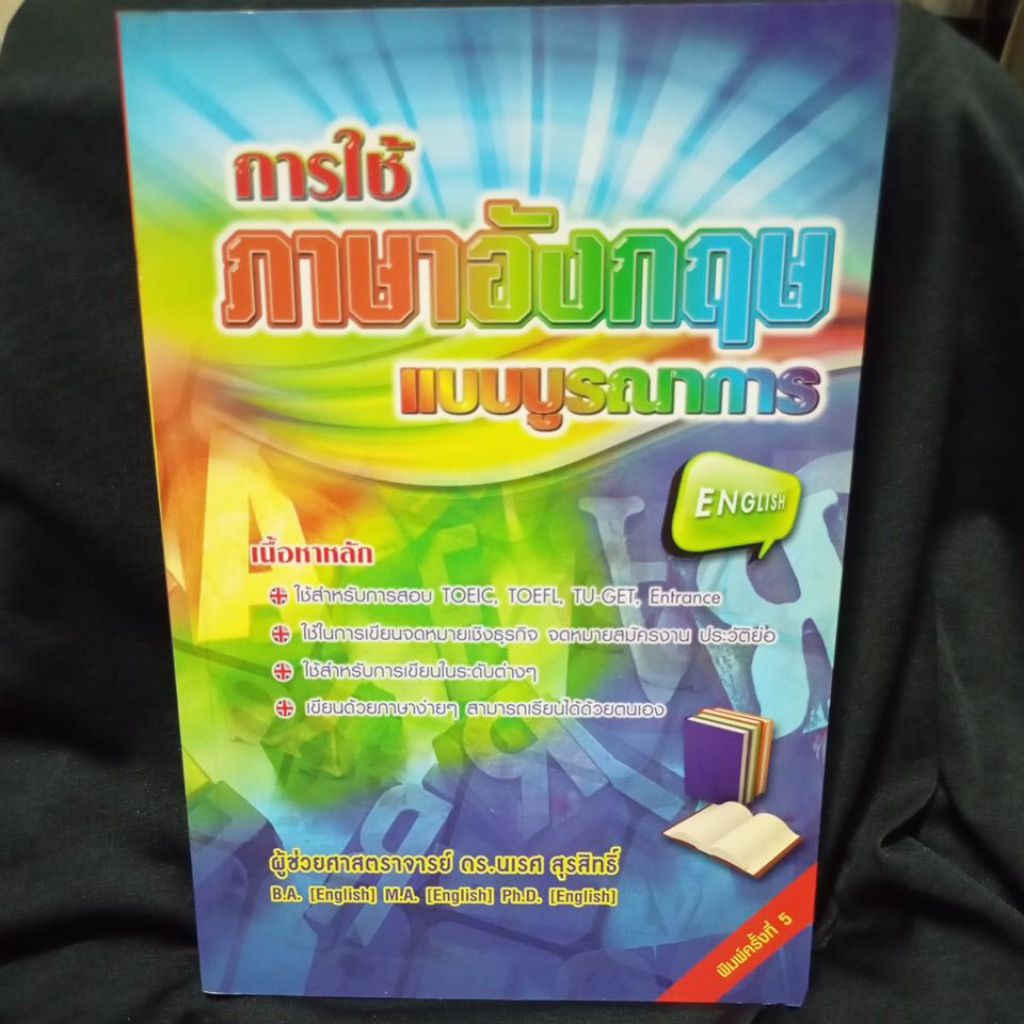 การใช้
ภาษาอังกฤษ
แบบบูรณาการ
ENGLISH
เนื้อหาหลัก
ใช้สำหรับการสอบ TOEIC, TOEFL, TU-GET, Entrance
ใช้ในการเขียนจดหมายเชิงธุรกิจ จดหมายสมัครงาน ประวัติย่อ
ใช้สำหรับการเขียนในระดับต่างๆ
เขียนด้วยภาษาง่ายๆ สามารถเรียนได้ด้วยตนเอง
ผู้ช่วยศาสตราจารย์ ดร.นเรศ สุรสิทธิ์
B.A. [English] M.A. [English] Ph.D. [English]
พิมพ์ครั้งที่ 5